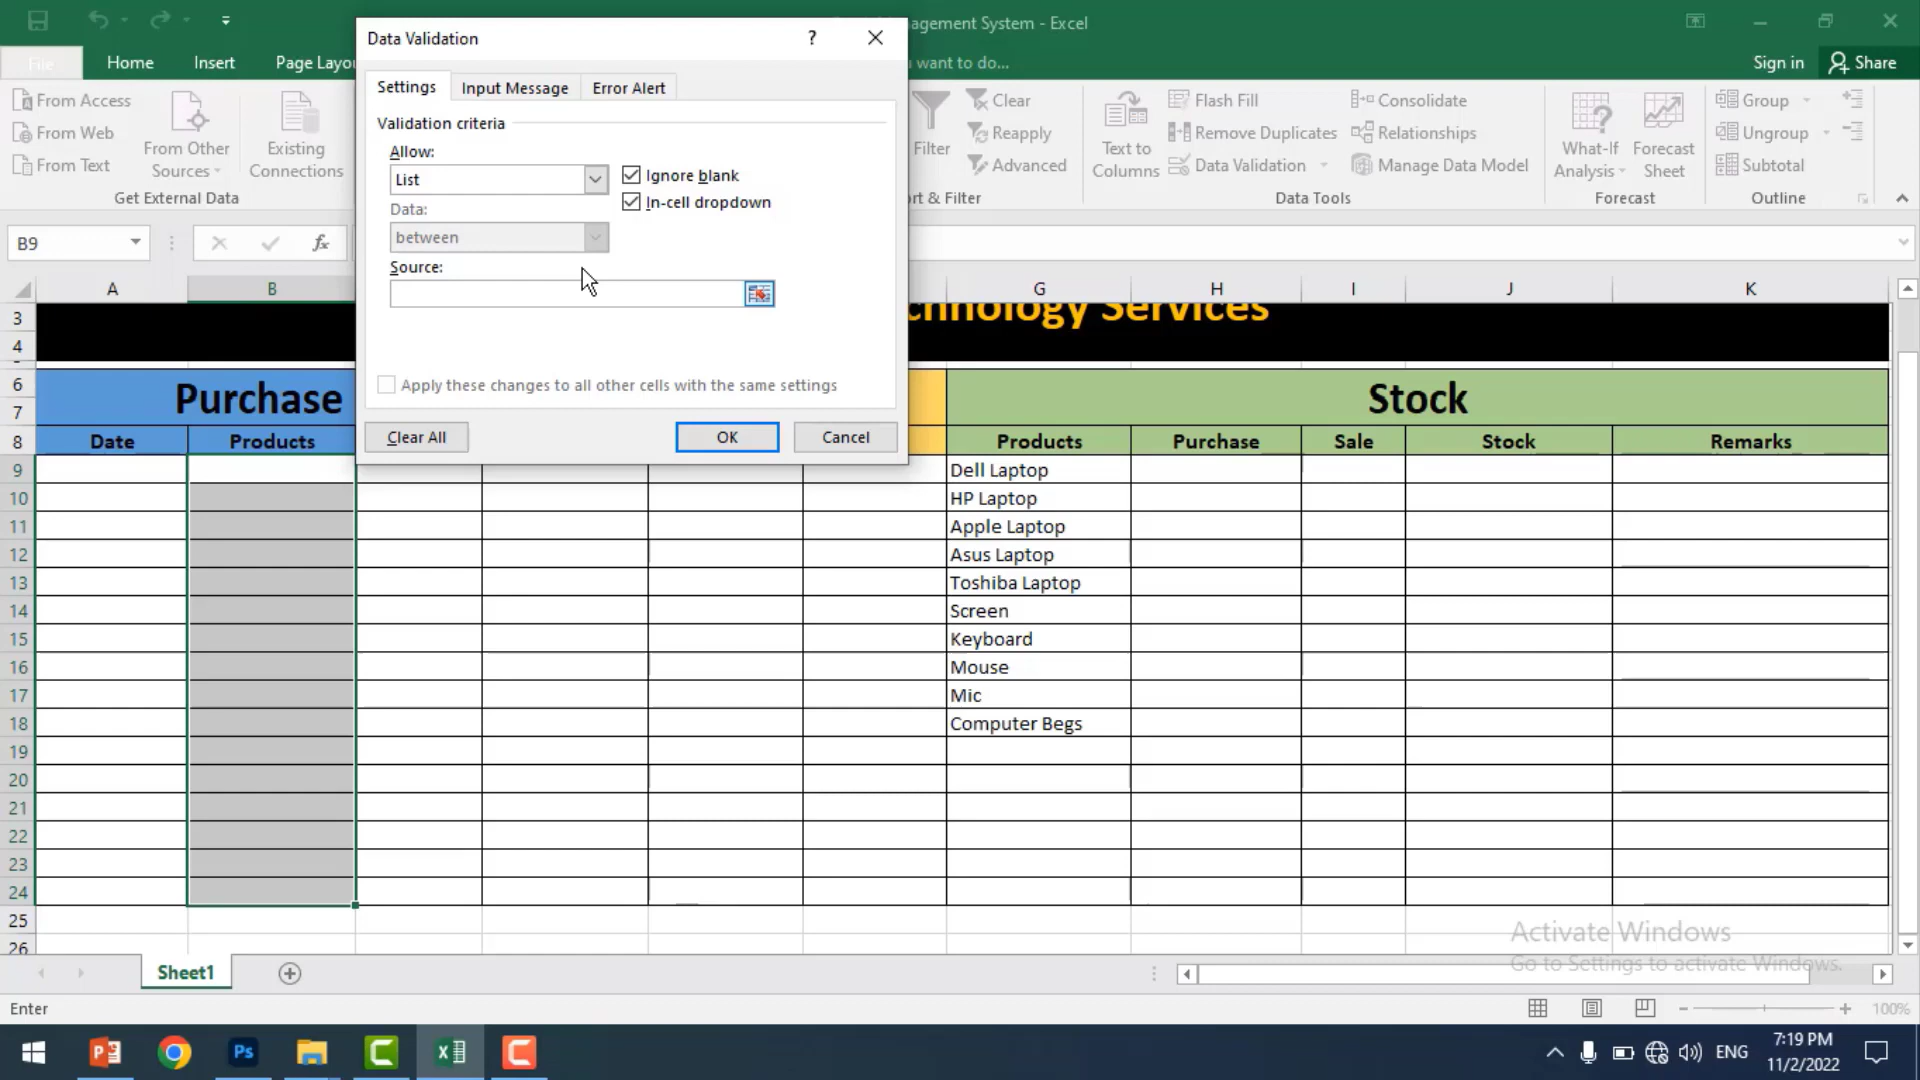 agement System - Excel
File Home Insert Page Layou want to do... Sign in Share
Data Validation ?
Settings Input Message Error Alert
Validation criteria
Allow:
List
Ignore blank
In-cell dropdown
Data:
between
Source:
Apply these changes to all other cells with the same settings
Clear All OK Cancel
From Access
From Web
From Text
From Other Sources
Existing Connections
Get External Data
Filter
Clear
Reapply
Advanced
rt & Filter
Text to Columns
Flash Fill
Remove Duplicates
Data Validation
Consolidate
Relationships
Manage Data Model
Data Tools
What-If Analysis
Forecast Sheet
Forecast
Group
Ungroup
Subtotal
Outline
B9 fx
A B G H I J K
3 chnology Services
4
6 Purchase Stock
7
8 Date Products Products Purchase Sale Stock Remarks
9 Dell Laptop
10 HP Laptop
11 Apple Laptop
12 Asus Laptop
13 Toshiba Laptop
14 Screen
15 Keyboard
16 Mouse
17 Mic
18 Computer Begs
19
20
21
22
23
24
25
26
Activate Windows
Go to Settings to activate Windows.
Sheet1
Enter 100%
ENG 7:19 PM
11/2/2022